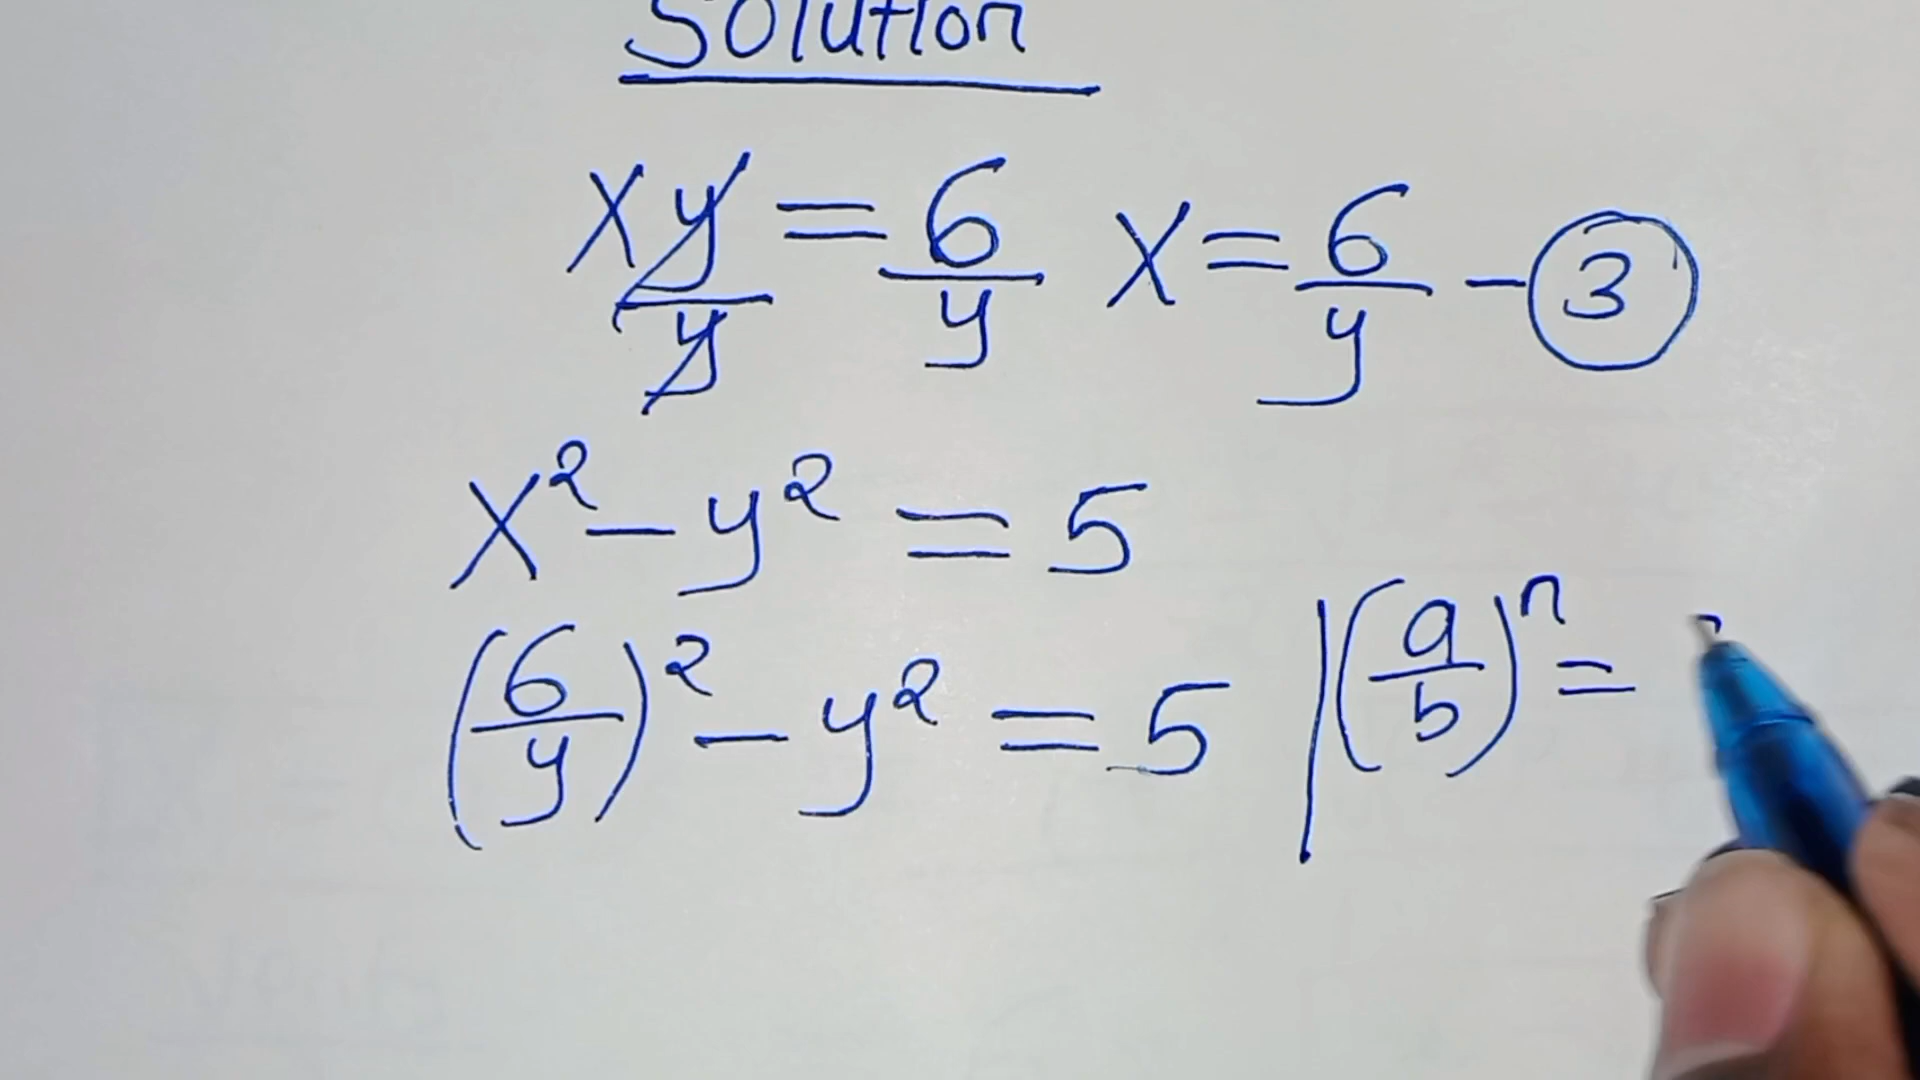 Solution
xy/y = 6/y  x = 6/y - ③
x² - y² = 5
(6/y)² - y² = 5 | (a/b)ⁿ =